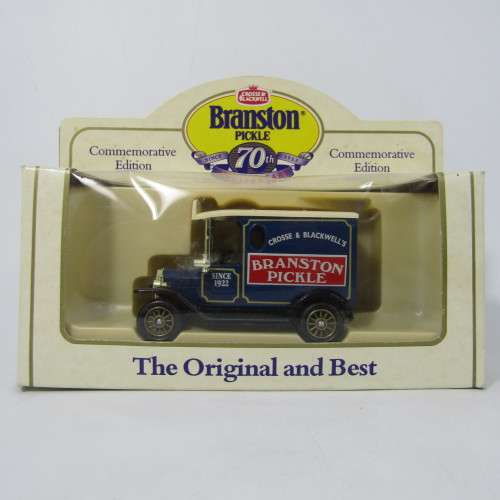 CROSSE &
BLACKWELL
Branston
PICKLE
70th
Commemorative
Edition
Commemorative
Edition
CROSSE & BLACKWELL'S
BRANSTON
PICKLE
SINCE
1922
The Original and Best